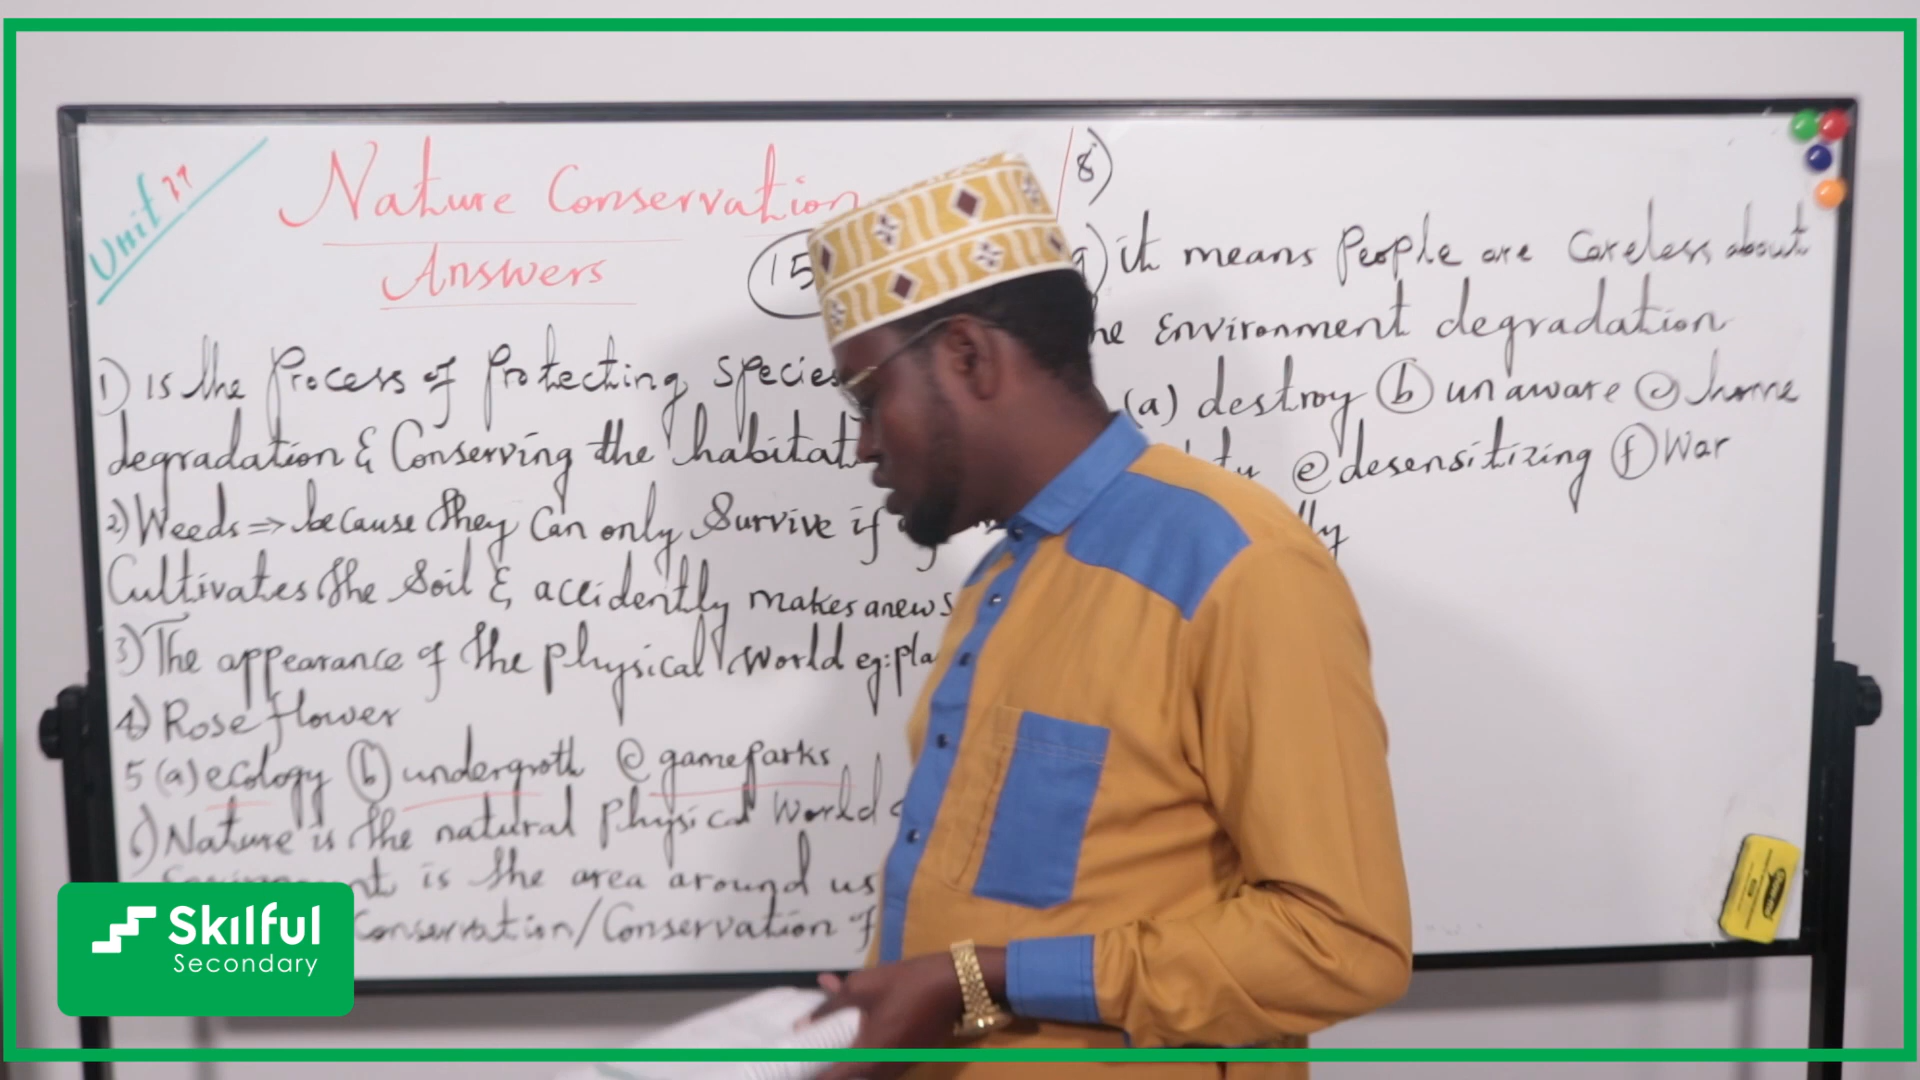 Unit
Nature Conservation
Answers
15
1) is the Process of Protecting Species
degradation & Conserving the habitat
2) Weeds => because they Can only Survive if
Cultivates the Soil & accidently makes a new s
3) The appearance of the physical World eg: pla
4) Rose flower
5 (a) ecology (b) undergroth (c) gameparks
6) Nature is the natural Physical World
is the area around us
Conservation/Conservation of
8)
9) it means People are Careless about
Environment degradation
(a) destroy (b) unaware (c) home
(e) desensitizing (f) War
Skilful
Secondary